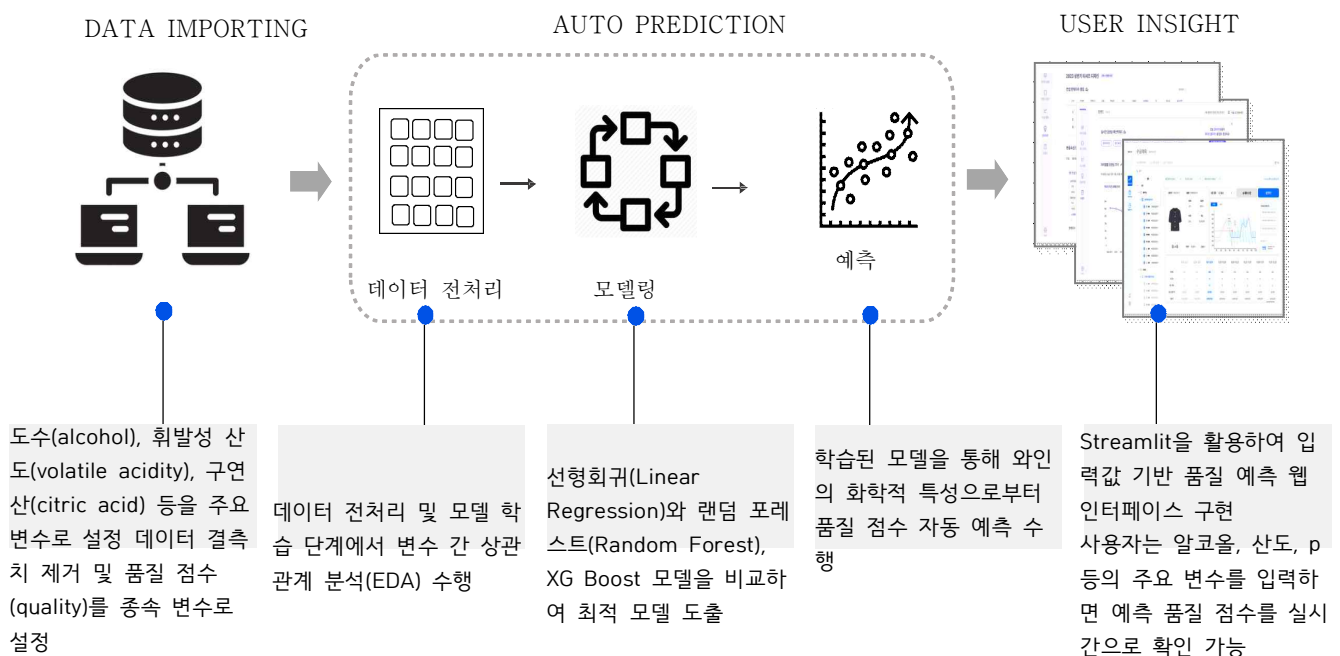 DATA IMPORTING
AUTO PREDICTION
USER INSIGHT
데이터 전처리
모델링
예측
도수(alcohol), 휘발성 산
도(volatile acidity), 구연
산(citric acid) 등을 주요
변수로 설정 데이터 결측
치 제거 및 품질 점수
(quality)를 종속 변수로
설정
데이터 전처리 및 모델 학
습 단계에서 변수 간 상관
관계 분석(EDA) 수행
선형회귀(Linear
Regression)와 랜덤 포레
스트(Random Forest),
XG Boost 모델을 비교하
여 최적 모델 도출
학습된 모델을 통해 와인
의 화학적 특성으로부터
품질 점수 자동 예측 수
행
Streamlit을 활용하여 입
력값 기반 품질 예측 웹
인터페이스 구현
사용자는 알코올, 산도, p
등의 주요 변수를 입력하
면 예측 품질 점수를 실시
간으로 확인 가능